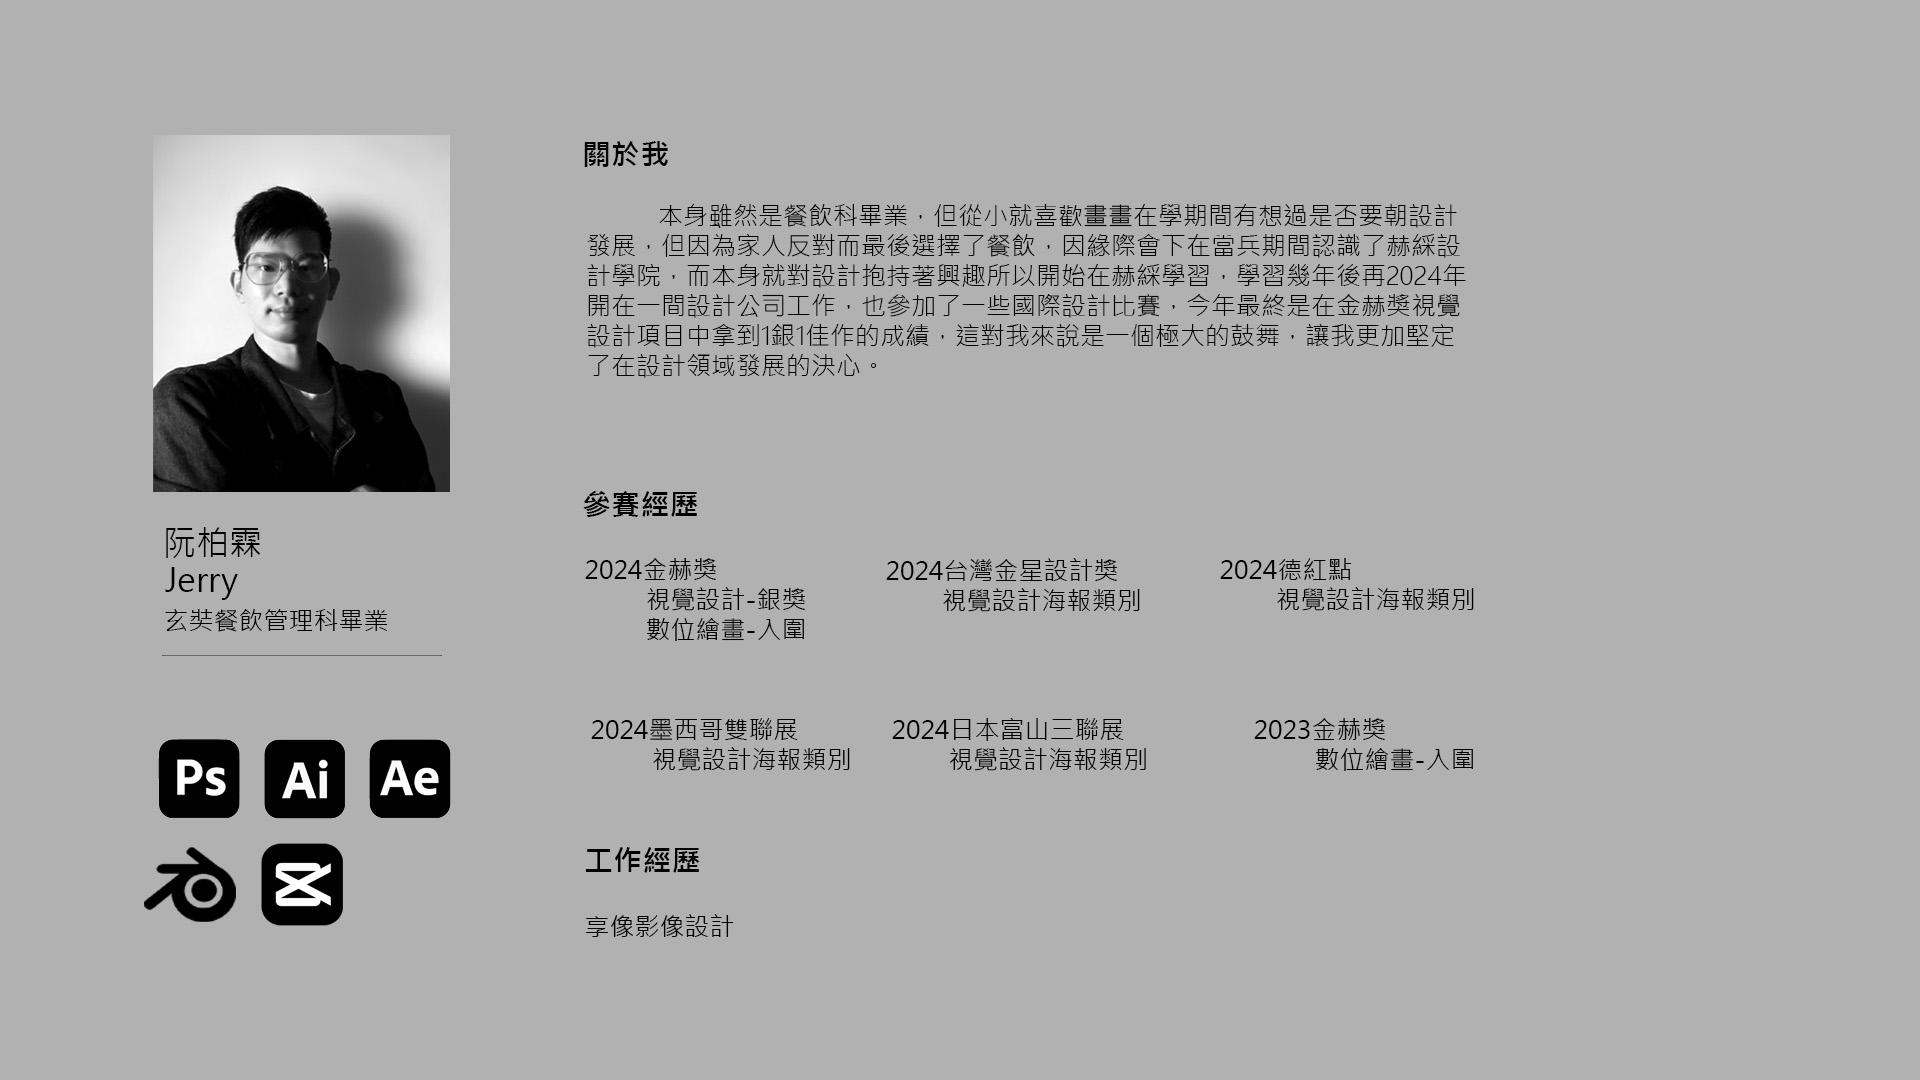 關於我
本身雖然是餐飲科畢業，但從小就喜歡畫畫在學期間有想過是否要朝設計
發展，但因為家人反對而最後選擇了餐飲，因緣際會下在當兵期間認識了赫綵設
計學院，而本身就對設計抱持著興趣所以開始在赫綵學習，學習幾年後再2024年
開在一間設計公司工作，也參加了一些國際設計比賽，今年最終是在金赫獎視覺
設計項目中拿到1銀1佳作的成績，這對我來說是一個極大的鼓舞，讓我更加堅定
了在設計領域發展的決心。
阮柏霖
Jerry
玄奘餐飲管理科畢業
Ps
Ai
Ae
參賽經歷
2024金赫獎
視覺設計-銀獎
數位繪畫-入圍
2024台灣金星設計獎
視覺設計海報類別
2024德紅點
視覺設計海報類別
2024墨西哥雙聯展
視覺設計海報類別
2024日本富山三聯展
視覺設計海報類別
2023金赫獎
數位繪畫-入圍
工作經歷
享像影像設計